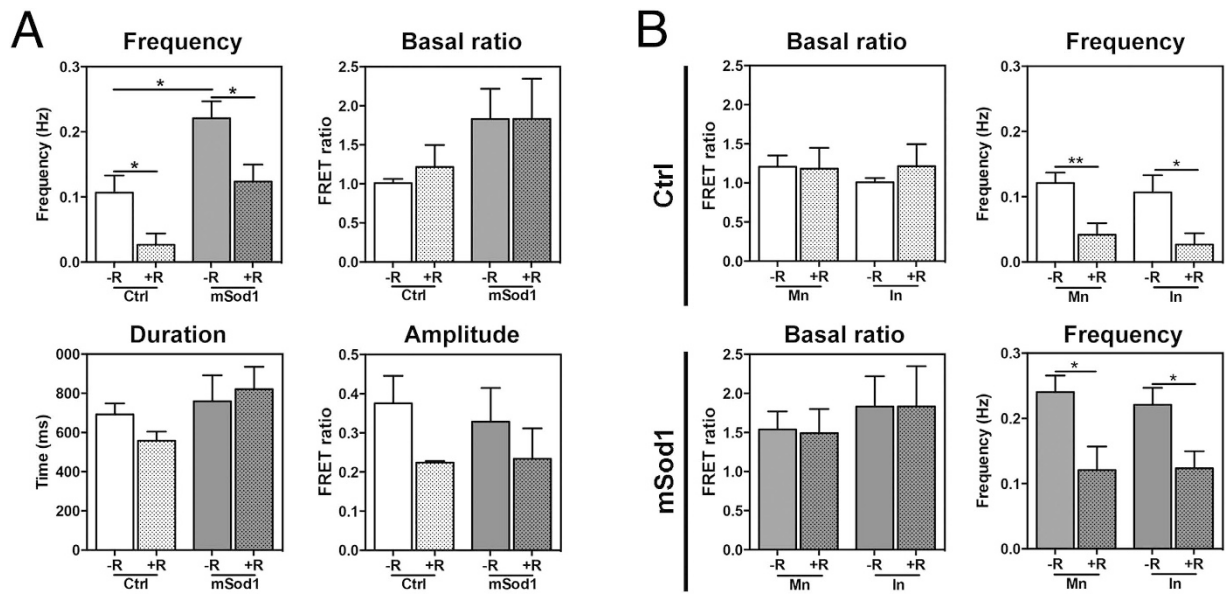 A
B
Frequency
Basal ratio
Basal ratio
Frequency
Frequency (Hz)
0.3
0.2
0.1
0.0
*
*
*
-R +R -R +R
Ctrl mSod1
FRET ratio
2.5
2.0
1.5
1.0
0.5
0.0
-R +R -R +R
Ctrl mSod1
Ctrl
FRET ratio
2.5
2.0
1.5
1.0
0.5
0.0
-R +R -R +R
Mn In
Frequency (Hz)
0.3
0.2
0.1
0.0
**
*
-R +R -R +R
Mn In
Duration
Amplitude
Basal ratio
Frequency
Time (ms)
000
800
600
400
200
000
-R +R -R +R
Ctrl mSod1
FRET ratio
0.5
0.4
0.3
0.2
0.1
0.0
-R +R -R +R
Ctrl mSod1
mSod1
FRET ratio
2.5
2.0
1.5
1.0
0.5
0.0
-R +R -R +R
Mn In
Frequency (Hz)
0.3
0.2
0.1
0.0
*
*
-R +R -R +R
Mn In